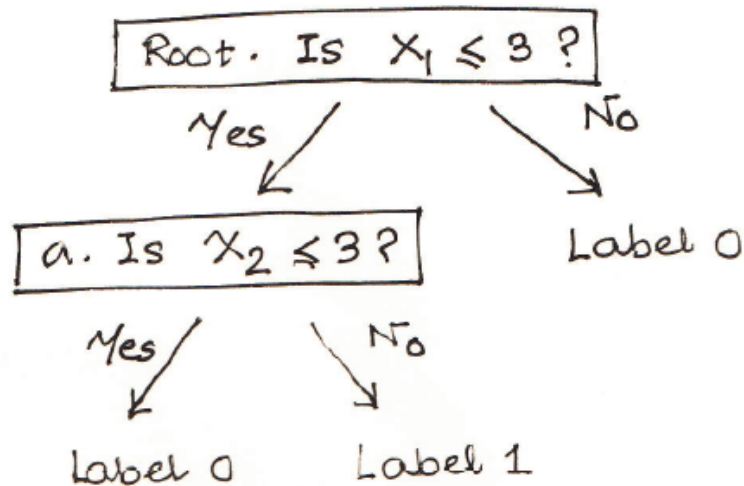 Root. Is X₁ ≤ 3 ?
Yes
No
a. Is X₂ ≤ 3 ?
Label 0
Yes
No
Label 0
Label 1